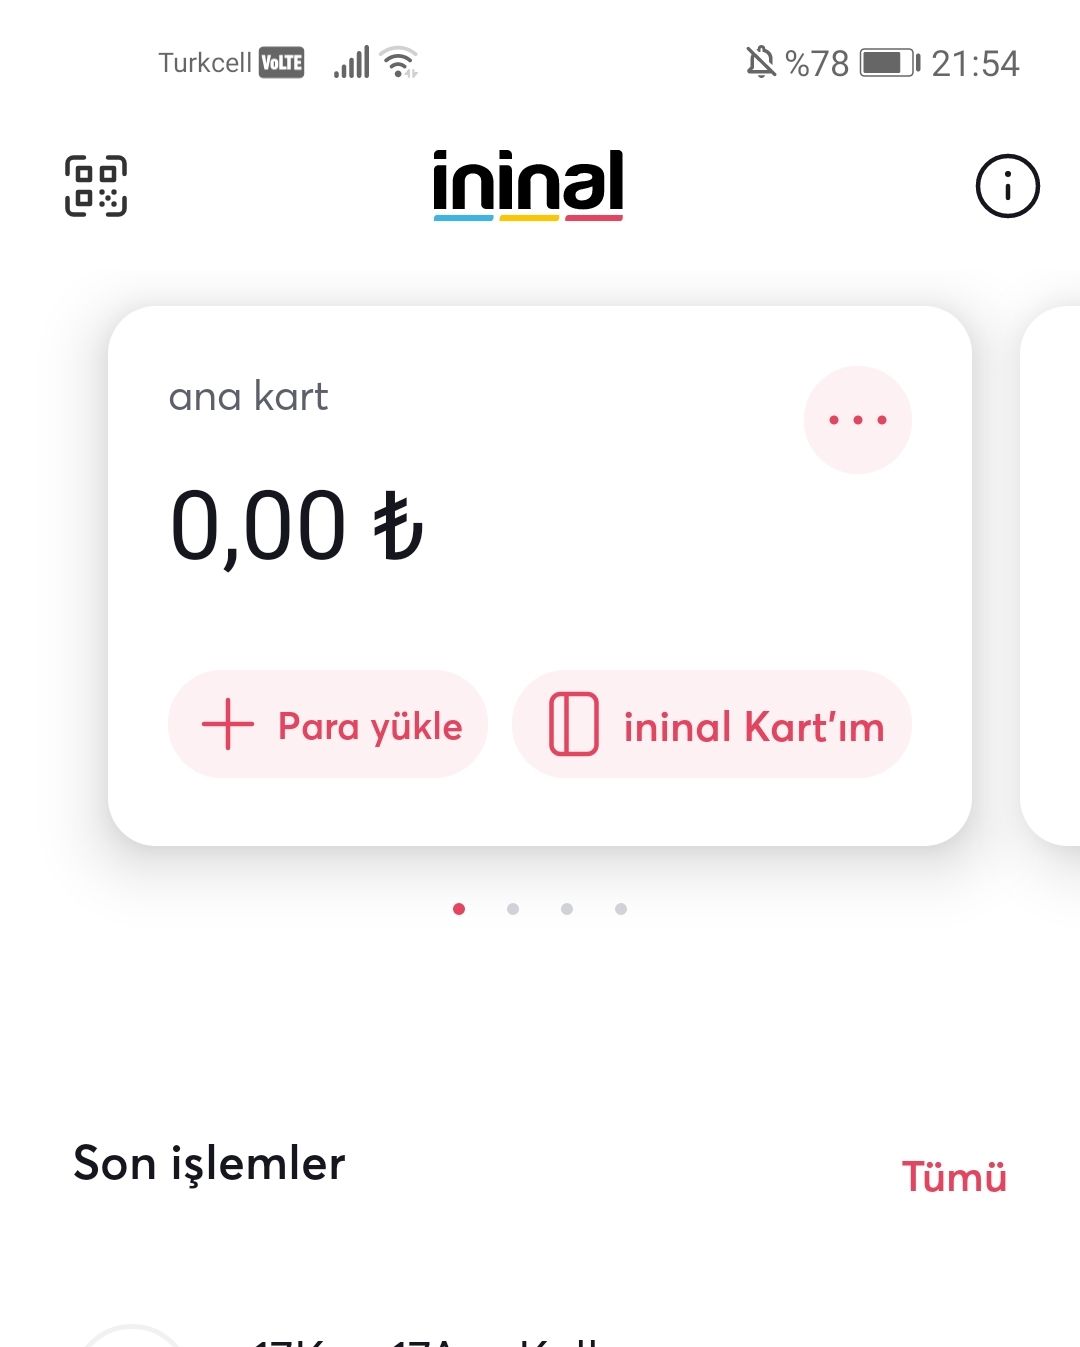 Turkcell VoLTE %78 21:54
ininal
ana kart
0,00 ₺
Para yükle
ininal Kart'ım
Son işlemler
Tümü